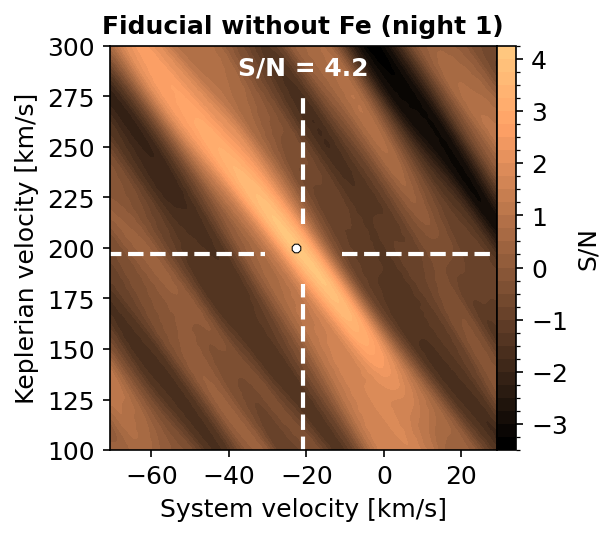 Fiducial without Fe (night 1)
S/N = 4.2
300
275
250
225
200
175
150
125
100
Keplerian velocity [km/s]
−60 −40 −20 0 20
System velocity [km/s]
4
3
2
1
0
−1
−2
−3
S/N